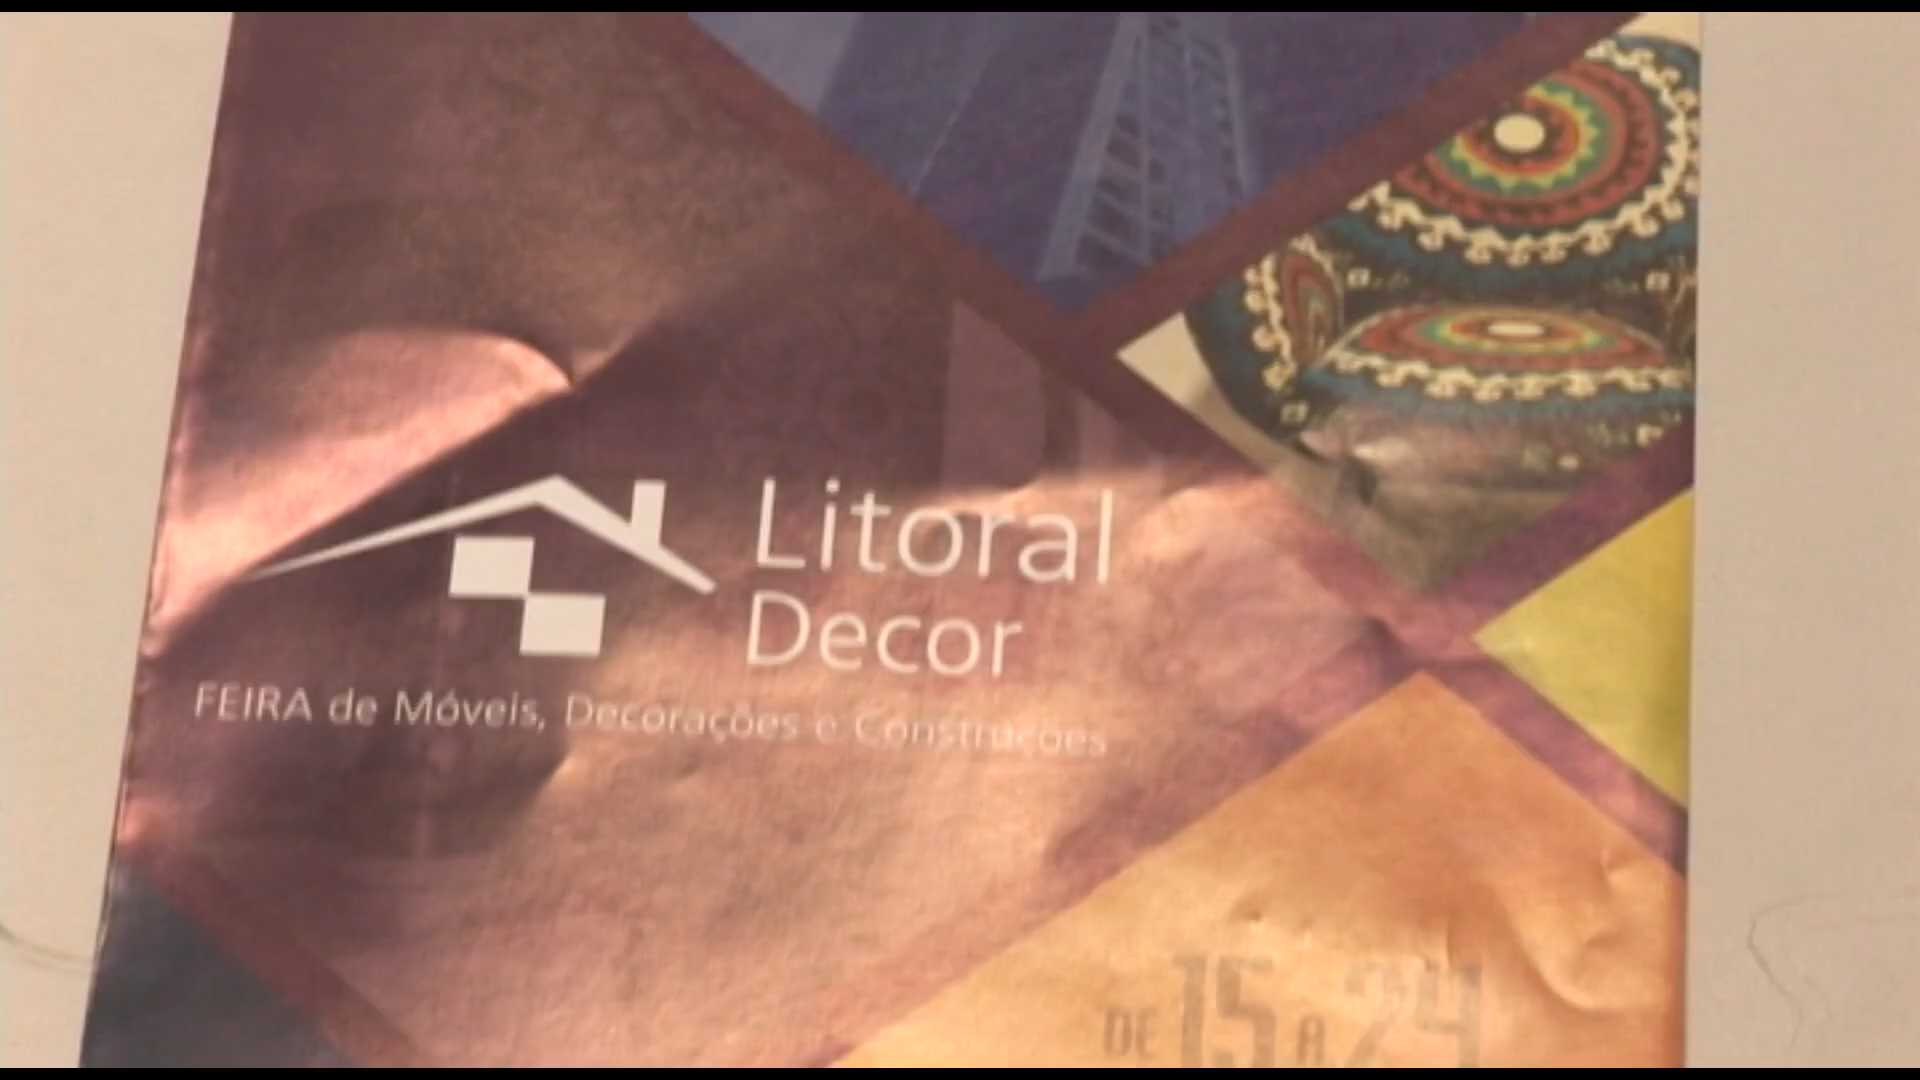 Litoral
Decor
FEIRA de Móveis, Decorações e Construções
DE 15 A 24